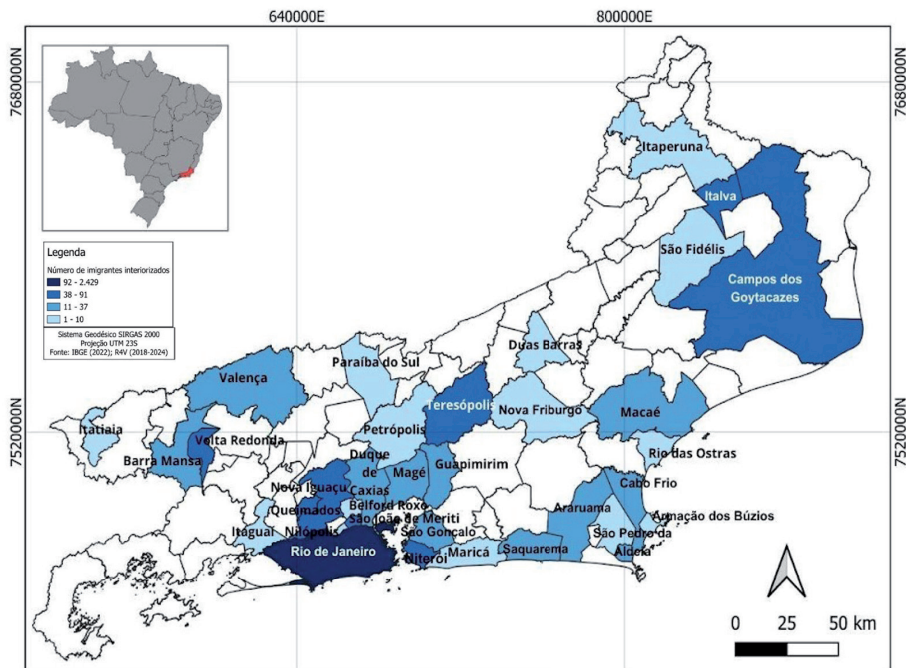 640000E
800000E
7680000N
7520000N
Legenda
Número de imigrantes interiorizados
92 - 2.429
38 - 91
11 - 37
1 - 10
Sistema Geodésico SIRGAS 2000
Projeção UTM 23S
Fonte: IBGE (2022); R4V (2018-2024)
Itaperuna
Italva
São Fidélis
Campos dos
Goytacazes
Duas Barras
Paraíba do Sul
Valença
Teresópolis
Nova Friburgo
Macaé
Itatiaia
Petrópolis
Volta Redonda
Rio das Ostras
Barra Mansa
Duque
de
Caxias
Magé
Guapimirim
Nova Iguaçu
Cabo Frio
Queimados
Belford Roxo
Araruama
Armação dos Búzios
São João de Meriti
Itaguaí
Nilópolis
São Gonçalo
São Pedro da
Aldeia
Rio de Janeiro
Niterói
Maricá
Saquarema
0 25 50 km